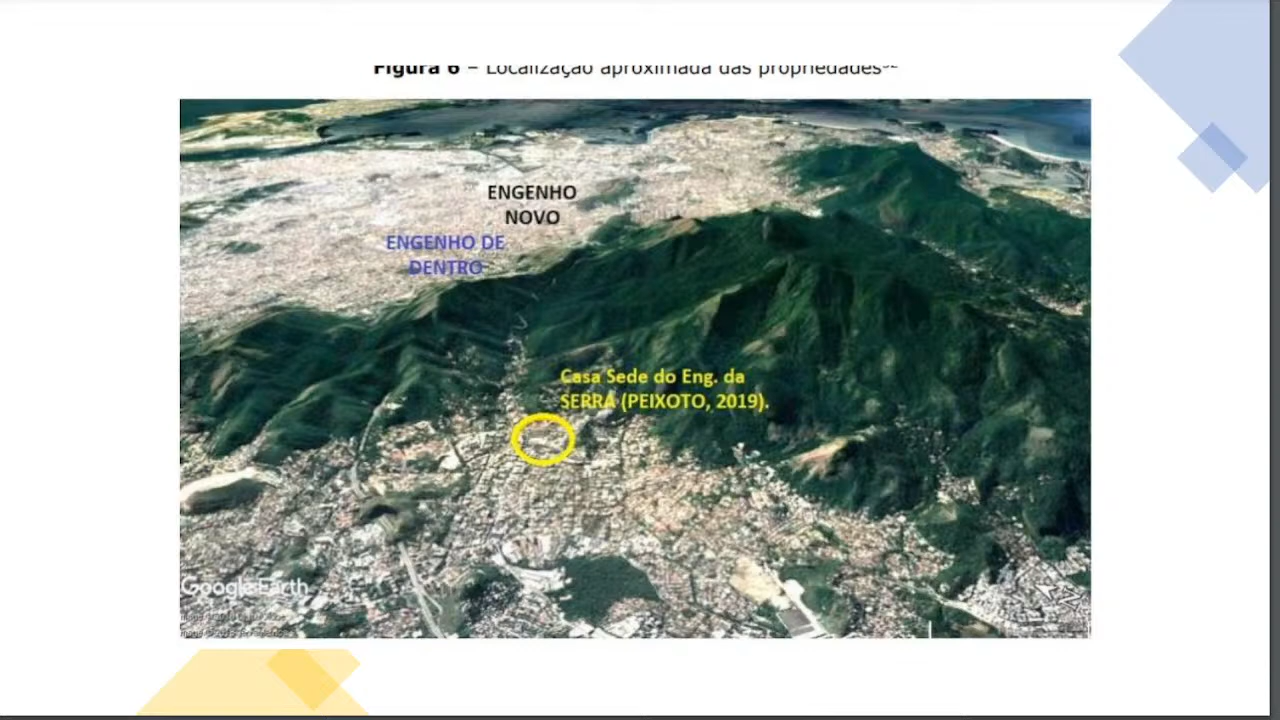 Figura 6 – Localização aproximada das propriedades
ENGENHO
NOVO
ENGENHO DE
DENTRO
Casa Sede do Eng. da
SERRA (PEIXOTO, 2019).
Google Earth